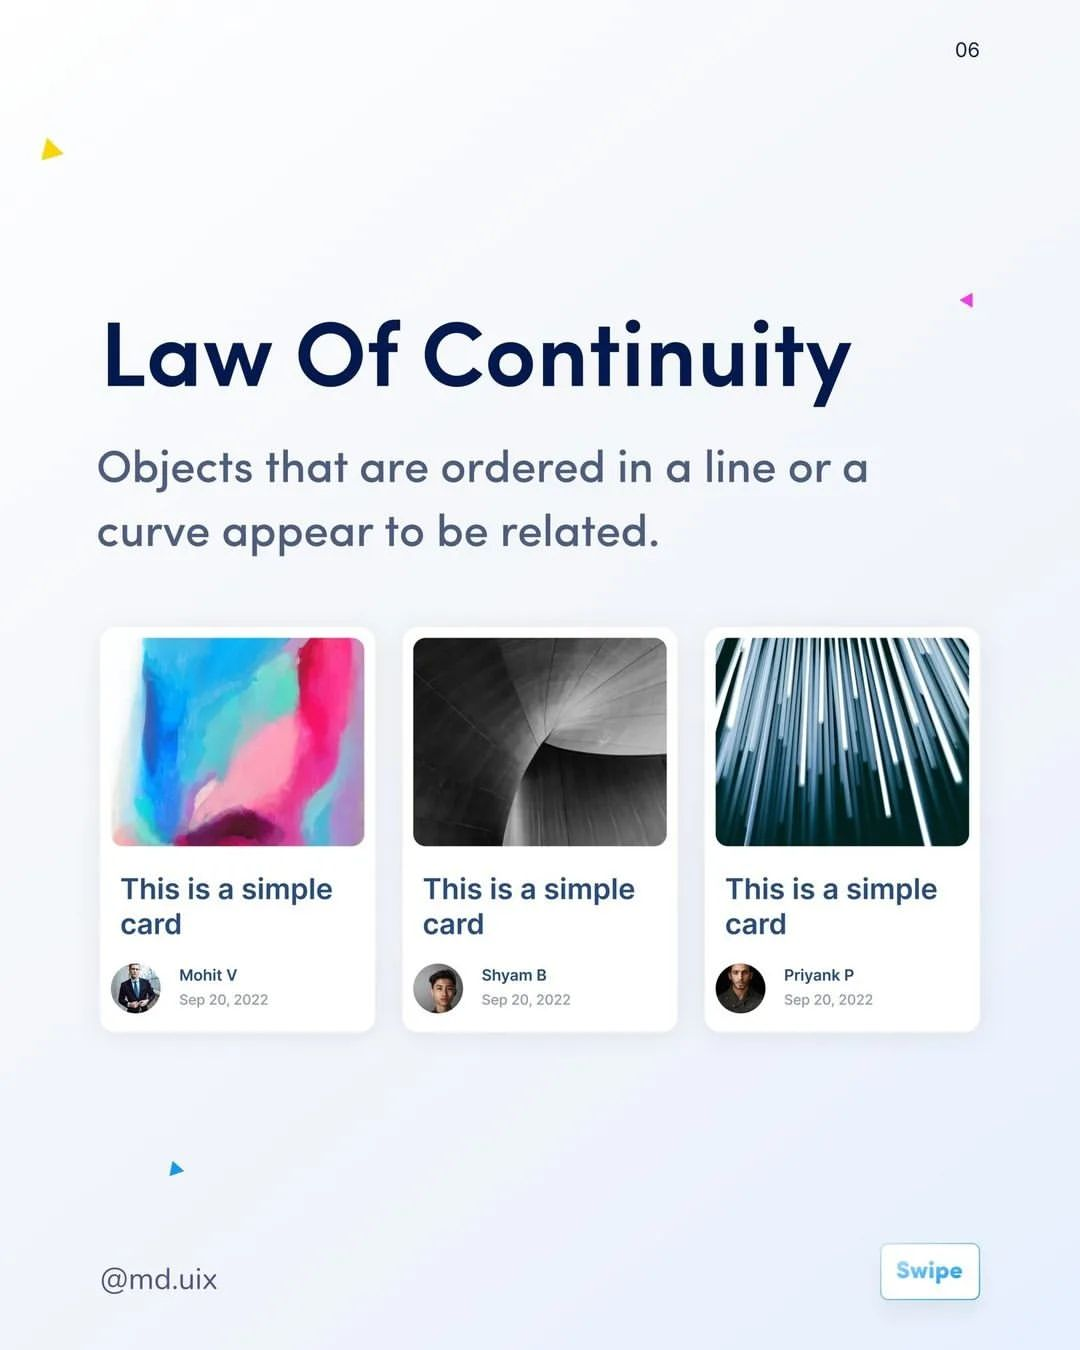 06
Law Of Continuity
Objects that are ordered in a line or a
curve appear to be related.
This is a simple
card
Mohit V
Sep 20, 2022
This is a simple
card
Shyam B
Sep 20, 2022
This is a simple
card
Priyank P
Sep 20, 2022
@md.uix
Swipe